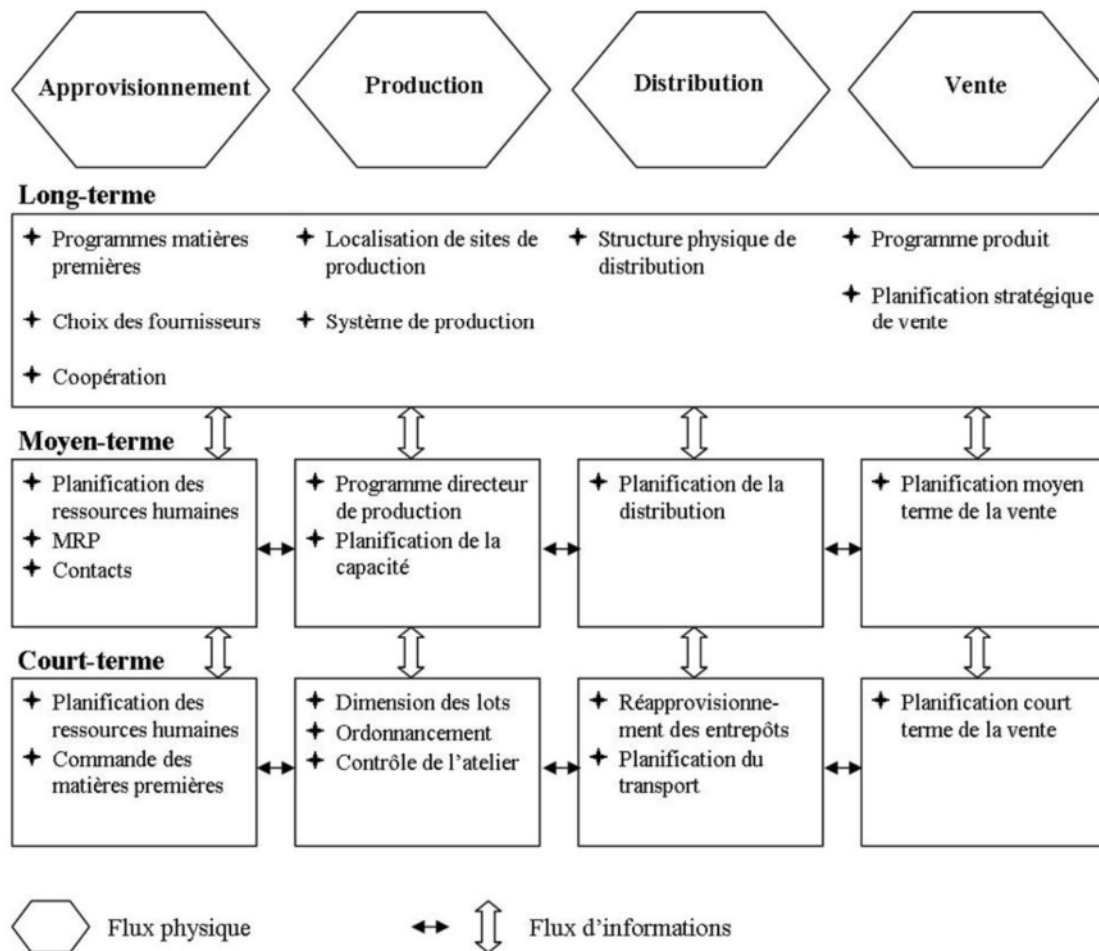 Approvisionnement
Production
Distribution
Vente
Long-terme
Programmes matières
premières
Choix des fournisseurs
Coopération
Localisation de sites de
production
Système de production
Structure physique de
distribution
Programme produit
Planification stratégique
de vente
Moyen-terme
Planification des
ressources humaines
MRP
Contacts
Programme directeur
de production
Planification de la
capacité
Planification de la
distribution
Planification moyen
terme de la vente
Court-terme
Planification des
ressources humaines
Commande des
matières premières
Dimension des lots
Ordonnancement
Contrôle de l’atelier
Réapprovisionne-
ment des entrepôts
Planification du
transport
Planification court
terme de la vente
Flux physique
Flux d’informations